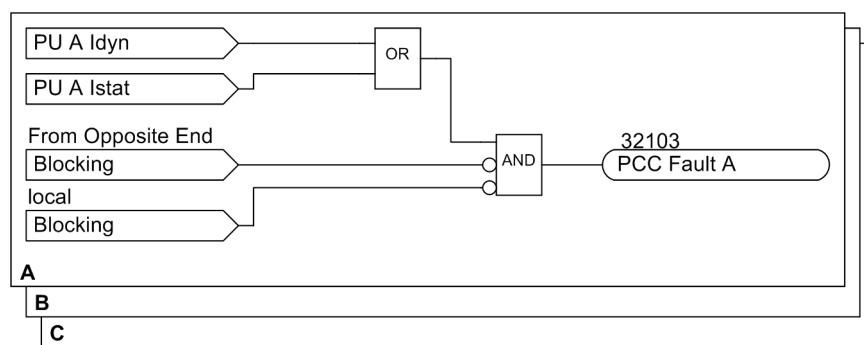 PU A Idyn
OR
PU A Istat
From Opposite End
Blocking
AND
32103
PCC Fault A
local
Blocking
A
B
C